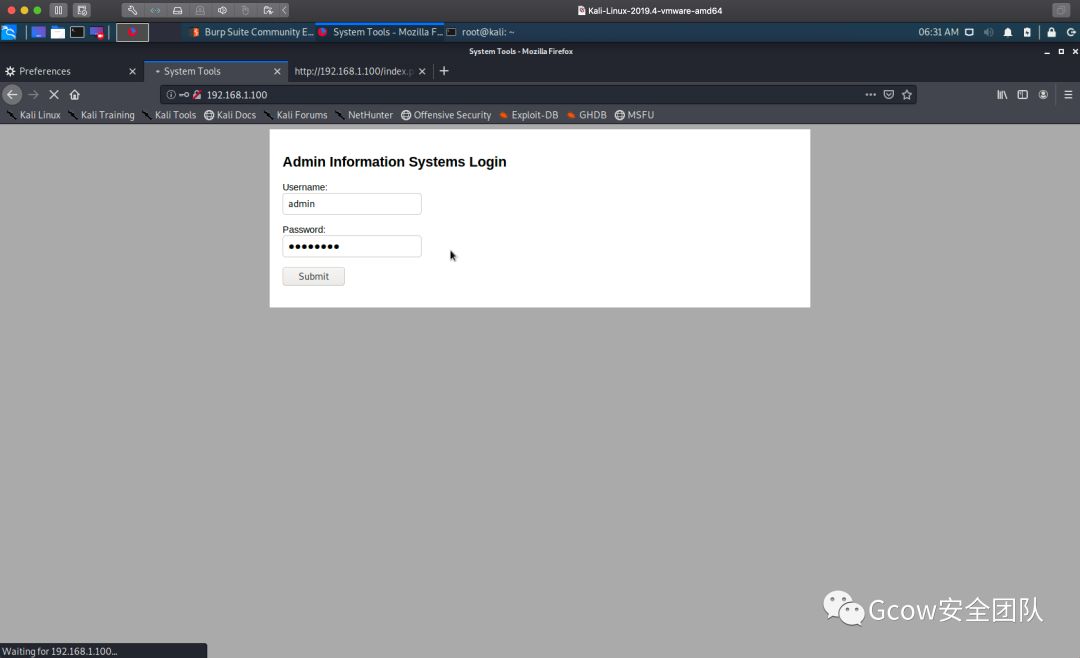 Kali-Linux-2019.4-vmware-amd64
Burp Suite Community E...
System Tools - Mozilla F...
root@kali: ~
06:31 AM
System Tools - Mozilla Firefox
Preferences
System Tools
http://192.168.1.100/index.p
192.168.1.100
Kali Linux
Kali Training
Kali Tools
Kali Docs
Kali Forums
NetHunter
Offensive Security
Exploit-DB
GHDB
MSFU
Admin Information Systems Login
Username:
admin
Password:
••••••••
Submit
Gcow安全团队
Waiting for 192.168.1.100...